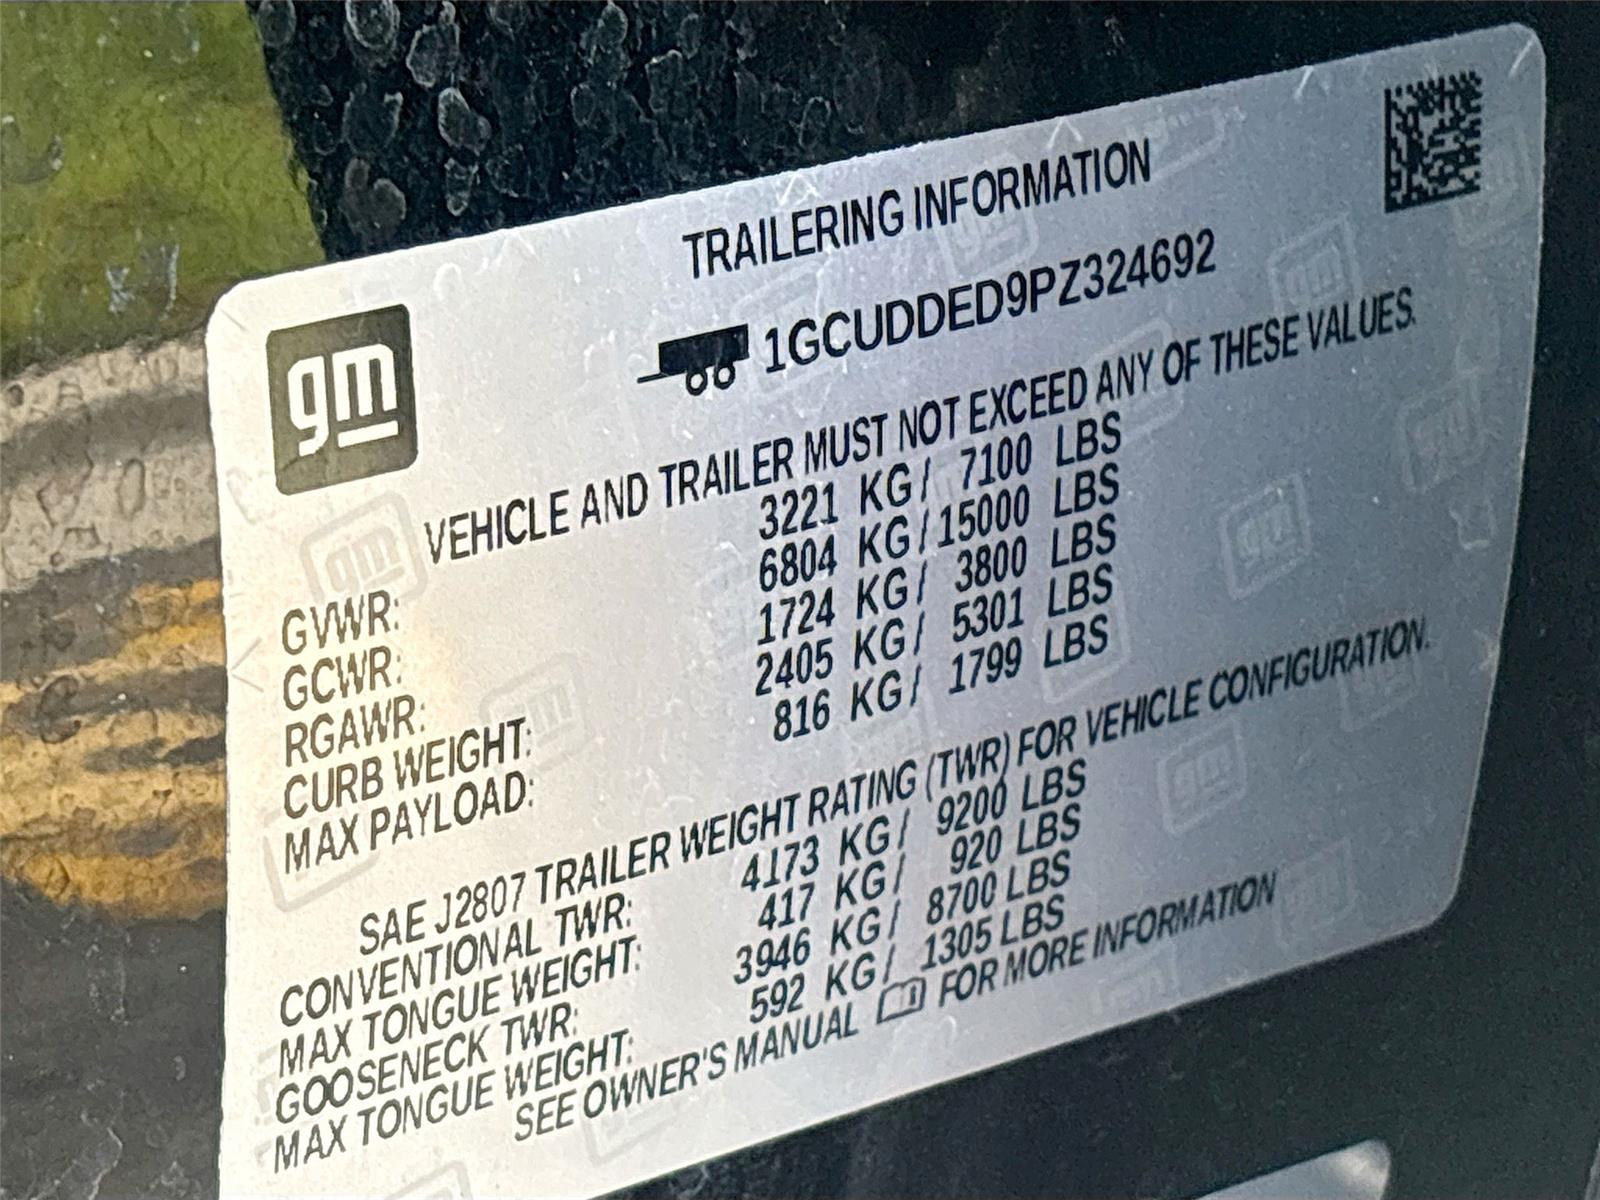 TRAILERING INFORMATION
gm
1GCUDDED9PZ324692
VEHICLE AND TRAILER MUST NOT EXCEED ANY OF THESE VALUES.
GVWR: 3221 KG/ 7100 LBS
GCWR: 6804 KG/15000 LBS
RGAWR: 1724 KG/ 3800 LBS
CURB WEIGHT: 2405 KG/ 5301 LBS
MAX PAYLOAD: 816 KG/ 1799 LBS
SAE J2807 TRAILER WEIGHT RATING (TWR) FOR VEHICLE CONFIGURATION.
CONVENTIONAL TWR: 4173 KG/ 9200 LBS
MAX TONGUE WEIGHT: 417 KG/ 920 LBS
GOOSENECK TWR: 3946 KG/ 8700 LBS
MAX TONGUE WEIGHT: 592 KG/ 1305 LBS
SEE OWNER'S MANUAL FOR MORE INFORMATION